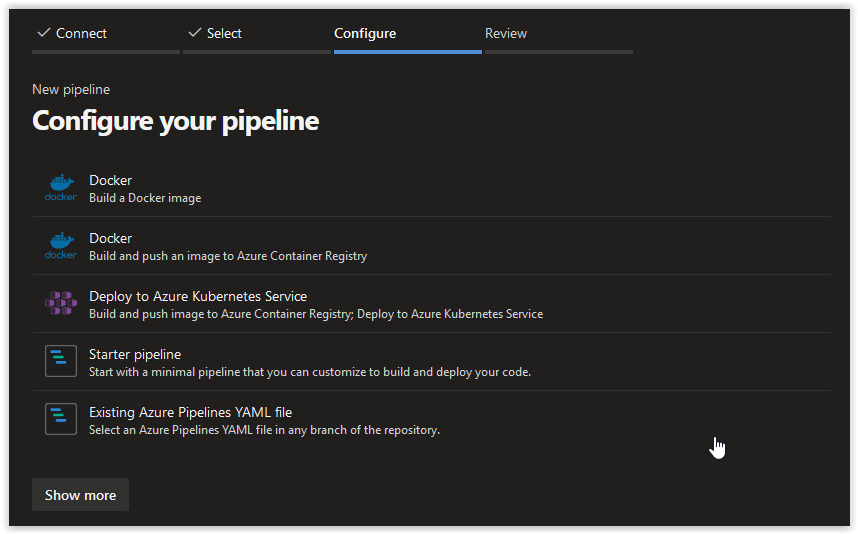 Connect
Select
Configure
Review
New pipeline
Configure your pipeline
docker
Docker
Build a Docker image
docker
Docker
Build and push an image to Azure Container Registry
Deploy to Azure Kubernetes Service
Build and push image to Azure Container Registry; Deploy to Azure Kubernetes Service
Starter pipeline
Start with a minimal pipeline that you can customize to build and deploy your code.
Existing Azure Pipelines YAML file
Select an Azure Pipelines YAML file in any branch of the repository.
Show more